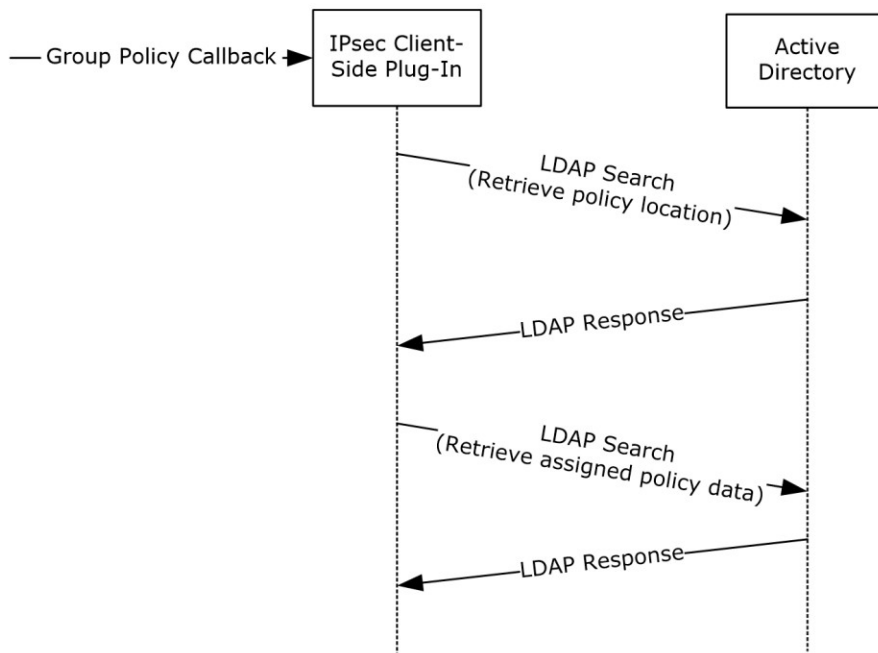 Group Policy Callback
IPsec Client-
Side Plug-In
Active
Directory
LDAP Search
(Retrieve policy location)
LDAP Response
LDAP Search
(Retrieve assigned policy data)
LDAP Response